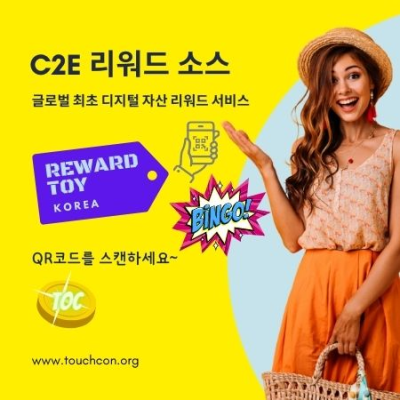 C2E 리워드 소스
글로벌 최초 디지털 자산 리워드 서비스
REWARD
TOY
KOREA
BINGO!
QR코드를 스캔하세요~
TOC
www.touchcon.org